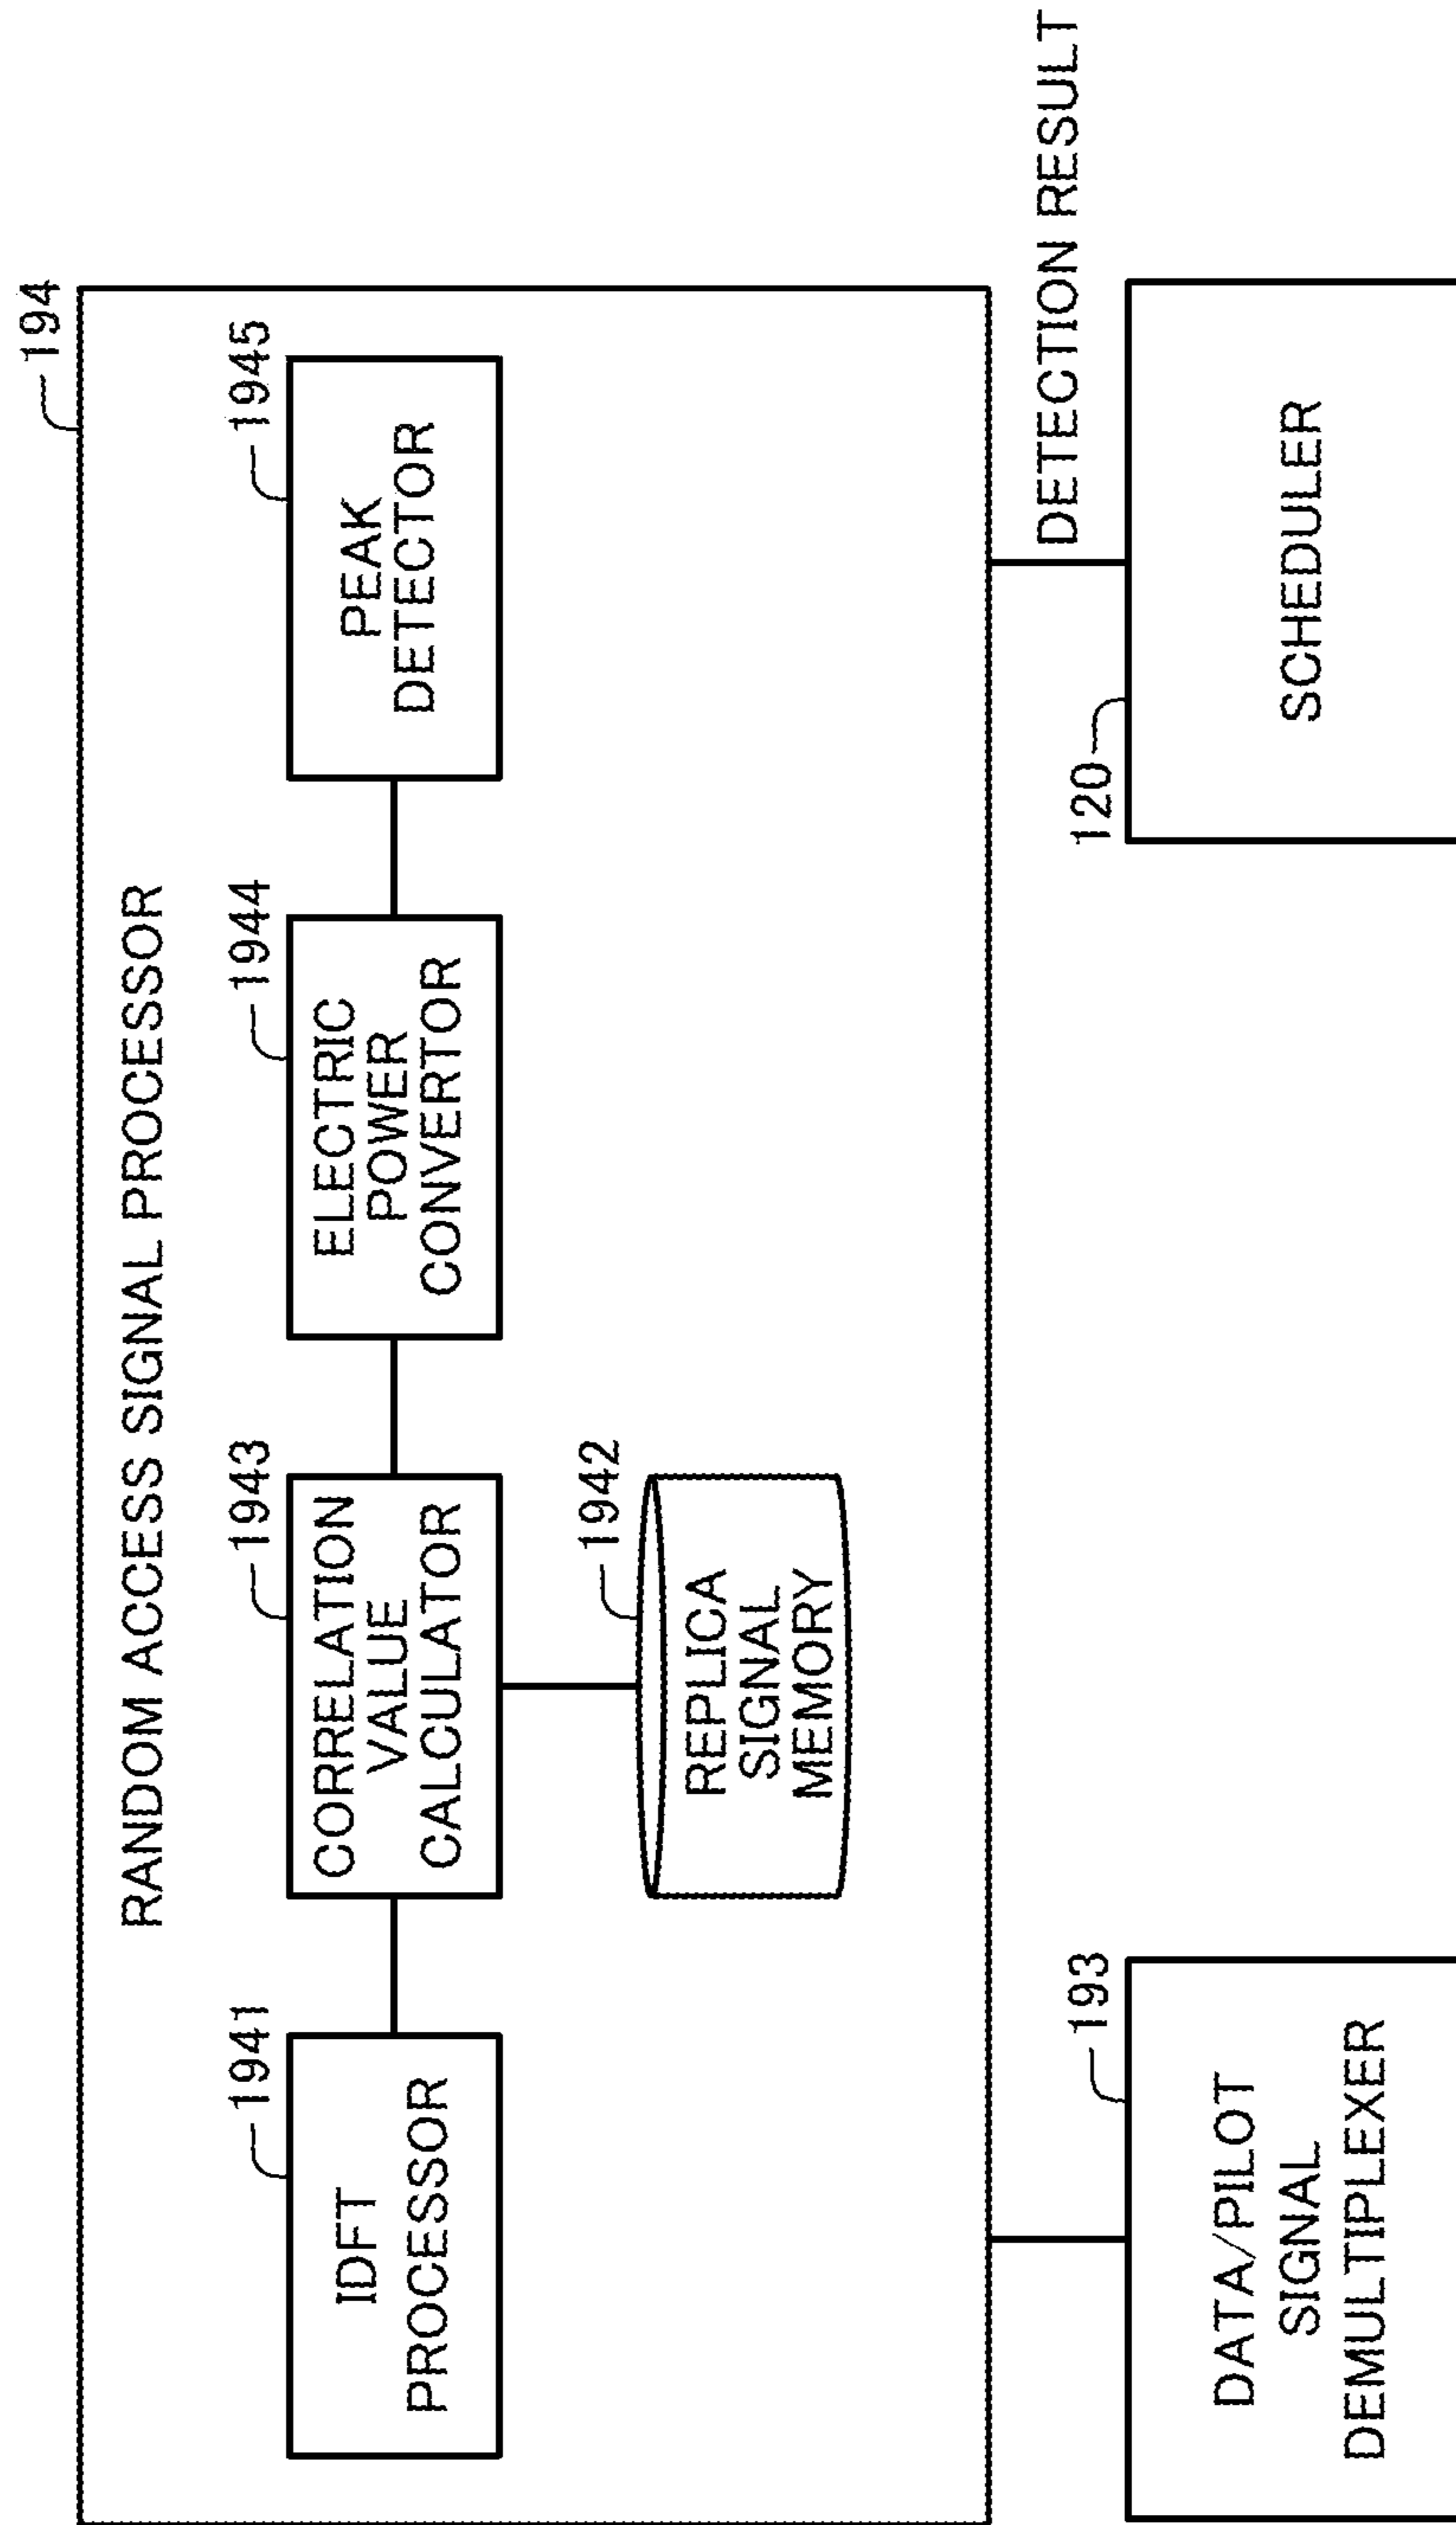 194
RANDOM ACCESS SIGNAL PROCESSOR
1941
IDFT
PROCESSOR
1943
CORRELATION
VALUE
CALCULATOR
1944
ELECTRIC
POWER
CONVERTOR
1945
PEAK
DETECTOR
1942
REPLICA
SIGNAL
MEMORY
DETECTION RESULT
193
DATA/PILOT
SIGNAL
DEMULTIPLEXER
120
SCHEDULER